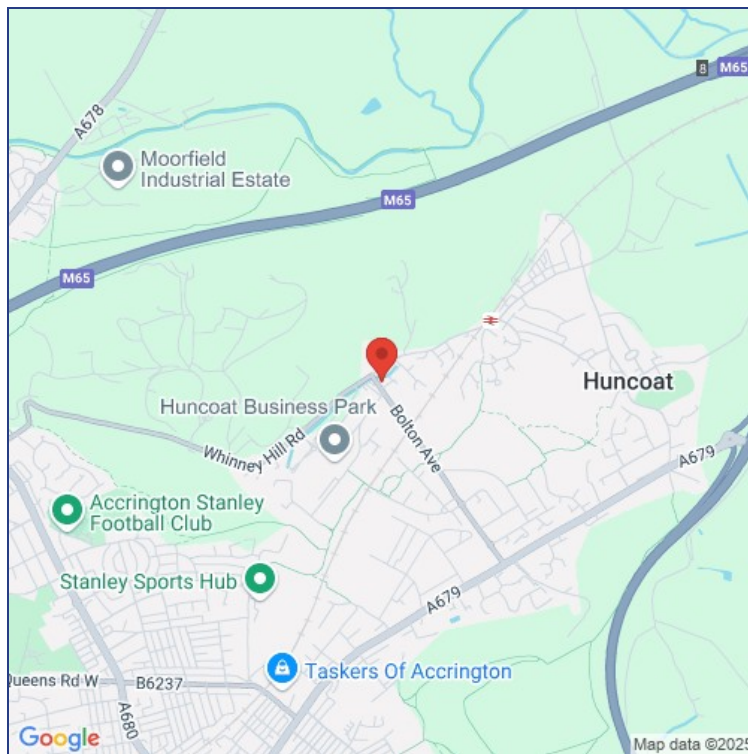 8
M65
A678
Moorfield
Industrial Estate
M65
M65
Huncoat
Huncoat Business Park
Bolton Ave
Whinney Hill Rd
A679
Accrington Stanley
Football Club
Stanley Sports Hub
A679
Taskers Of Accrington
Queens Rd W
B6237
A680
Google
Map data ©2025